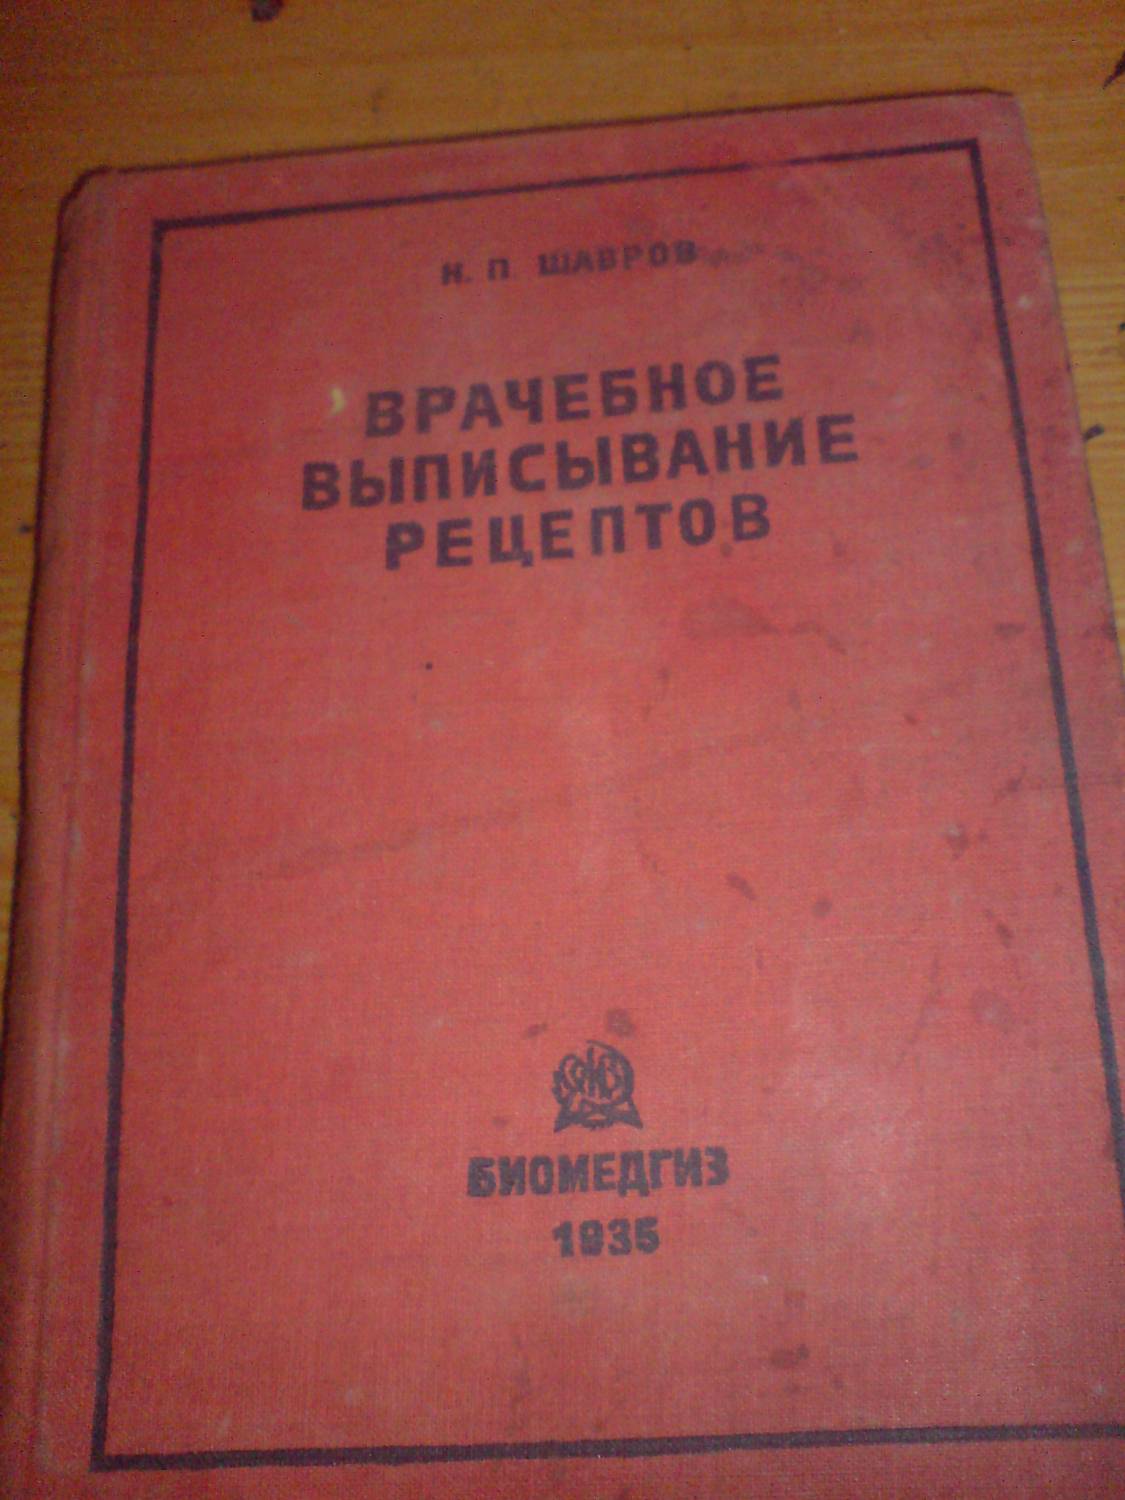 Н. П ШАВРОВ
ВРАЧЕБНОЕ
ВЫПИСЫВАНИЕ
РЕЦЕПТОВ
БИОМЕДГИЗ
1935